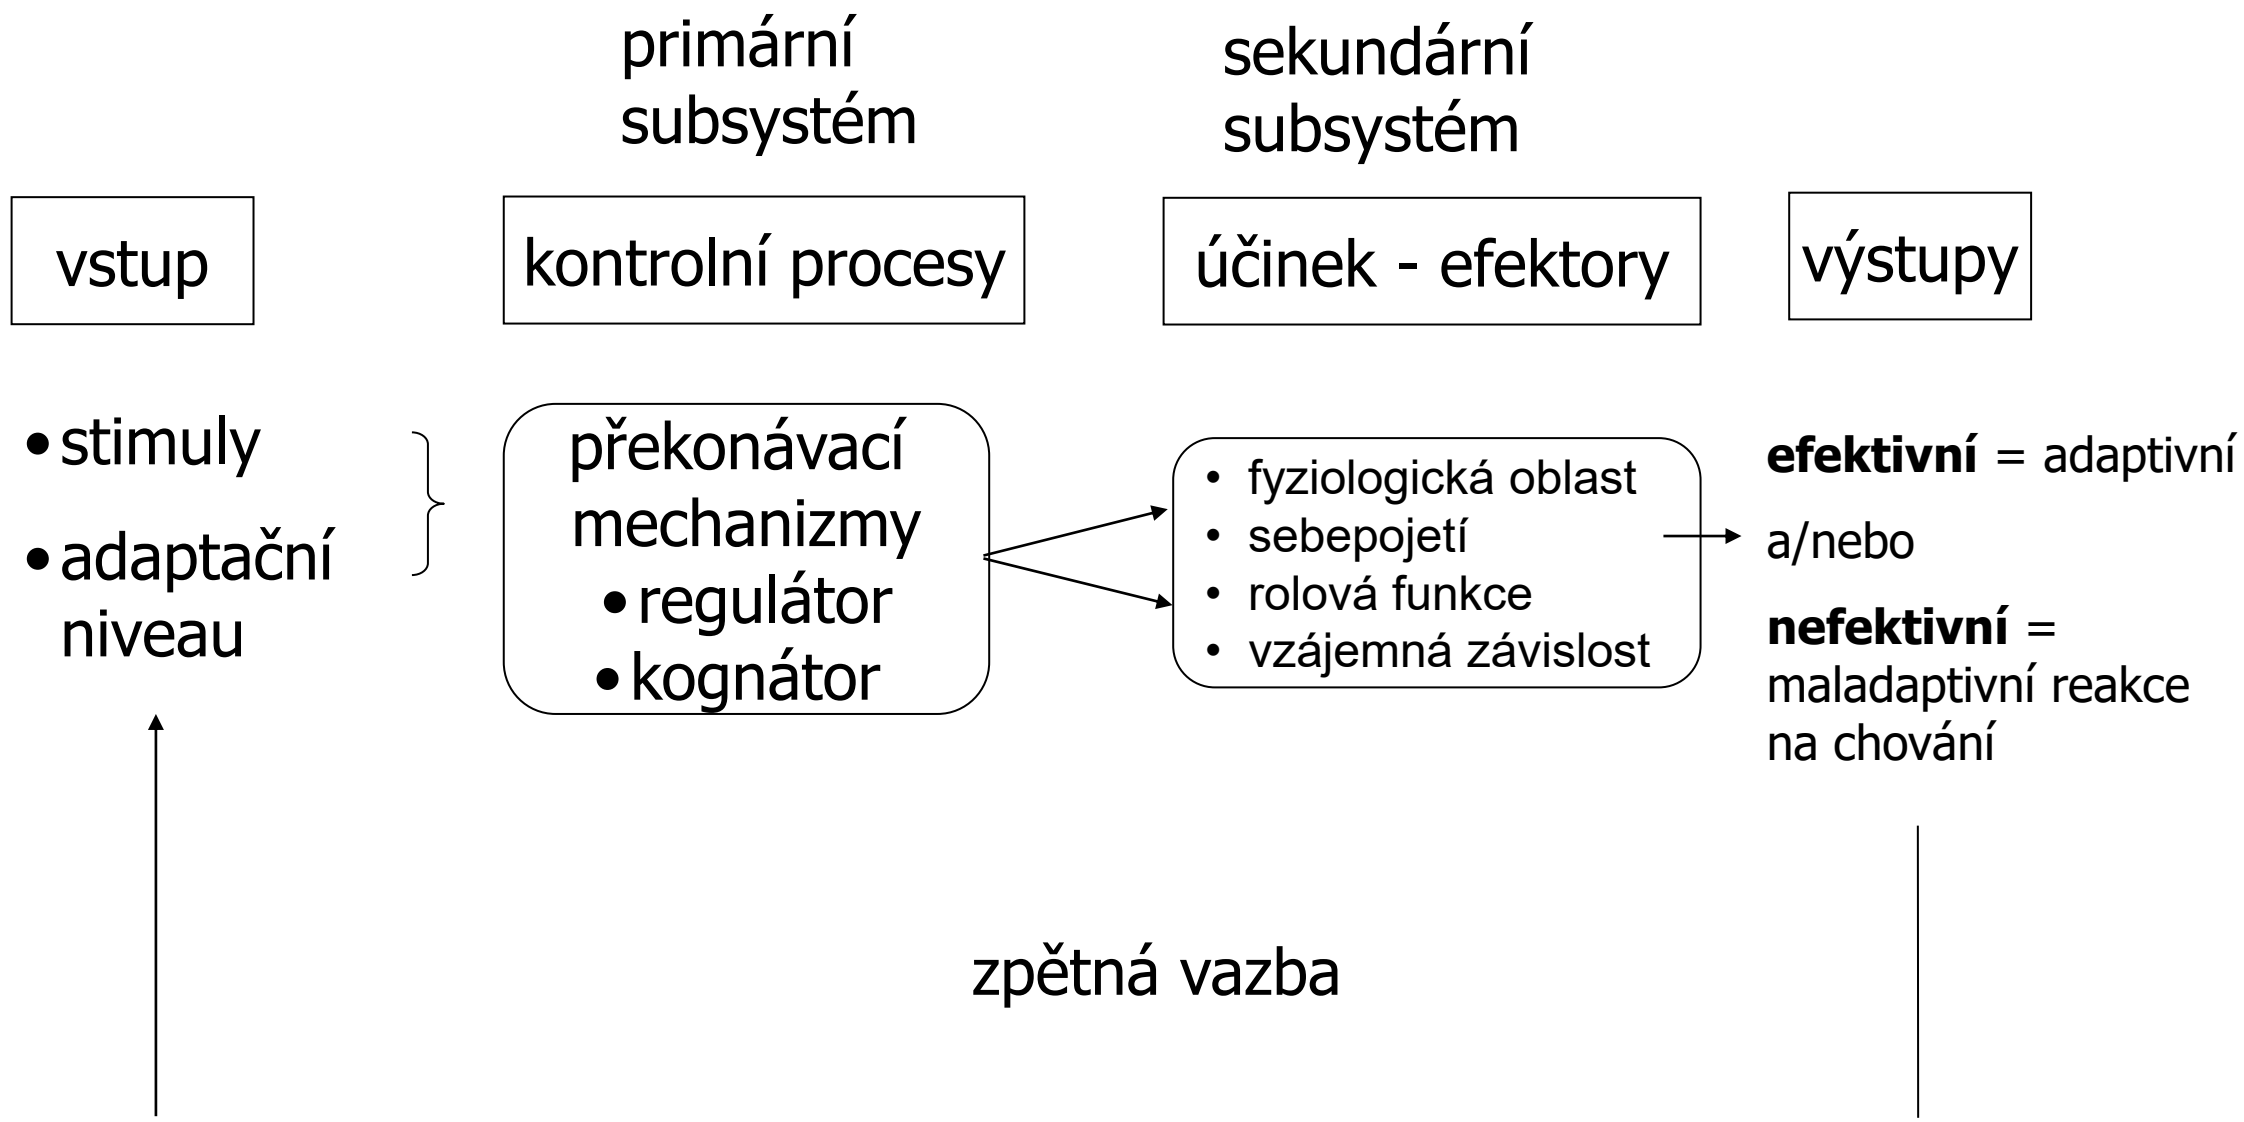 primární
subsystém
sekundární
subsystém
vstup
kontrolní procesy
účinek - efektory
výstupy
•stimuly
•adaptační
niveau
překonávací
mechanizmy
•regulátor
•kognátor
• fyziologická oblast
• sebepojetí
• rolová funkce
• vzájemná závislost
efektivní = adaptivní
a/nebo
nefektivní =
maladaptivní reakce
na chování
zpětná vazba